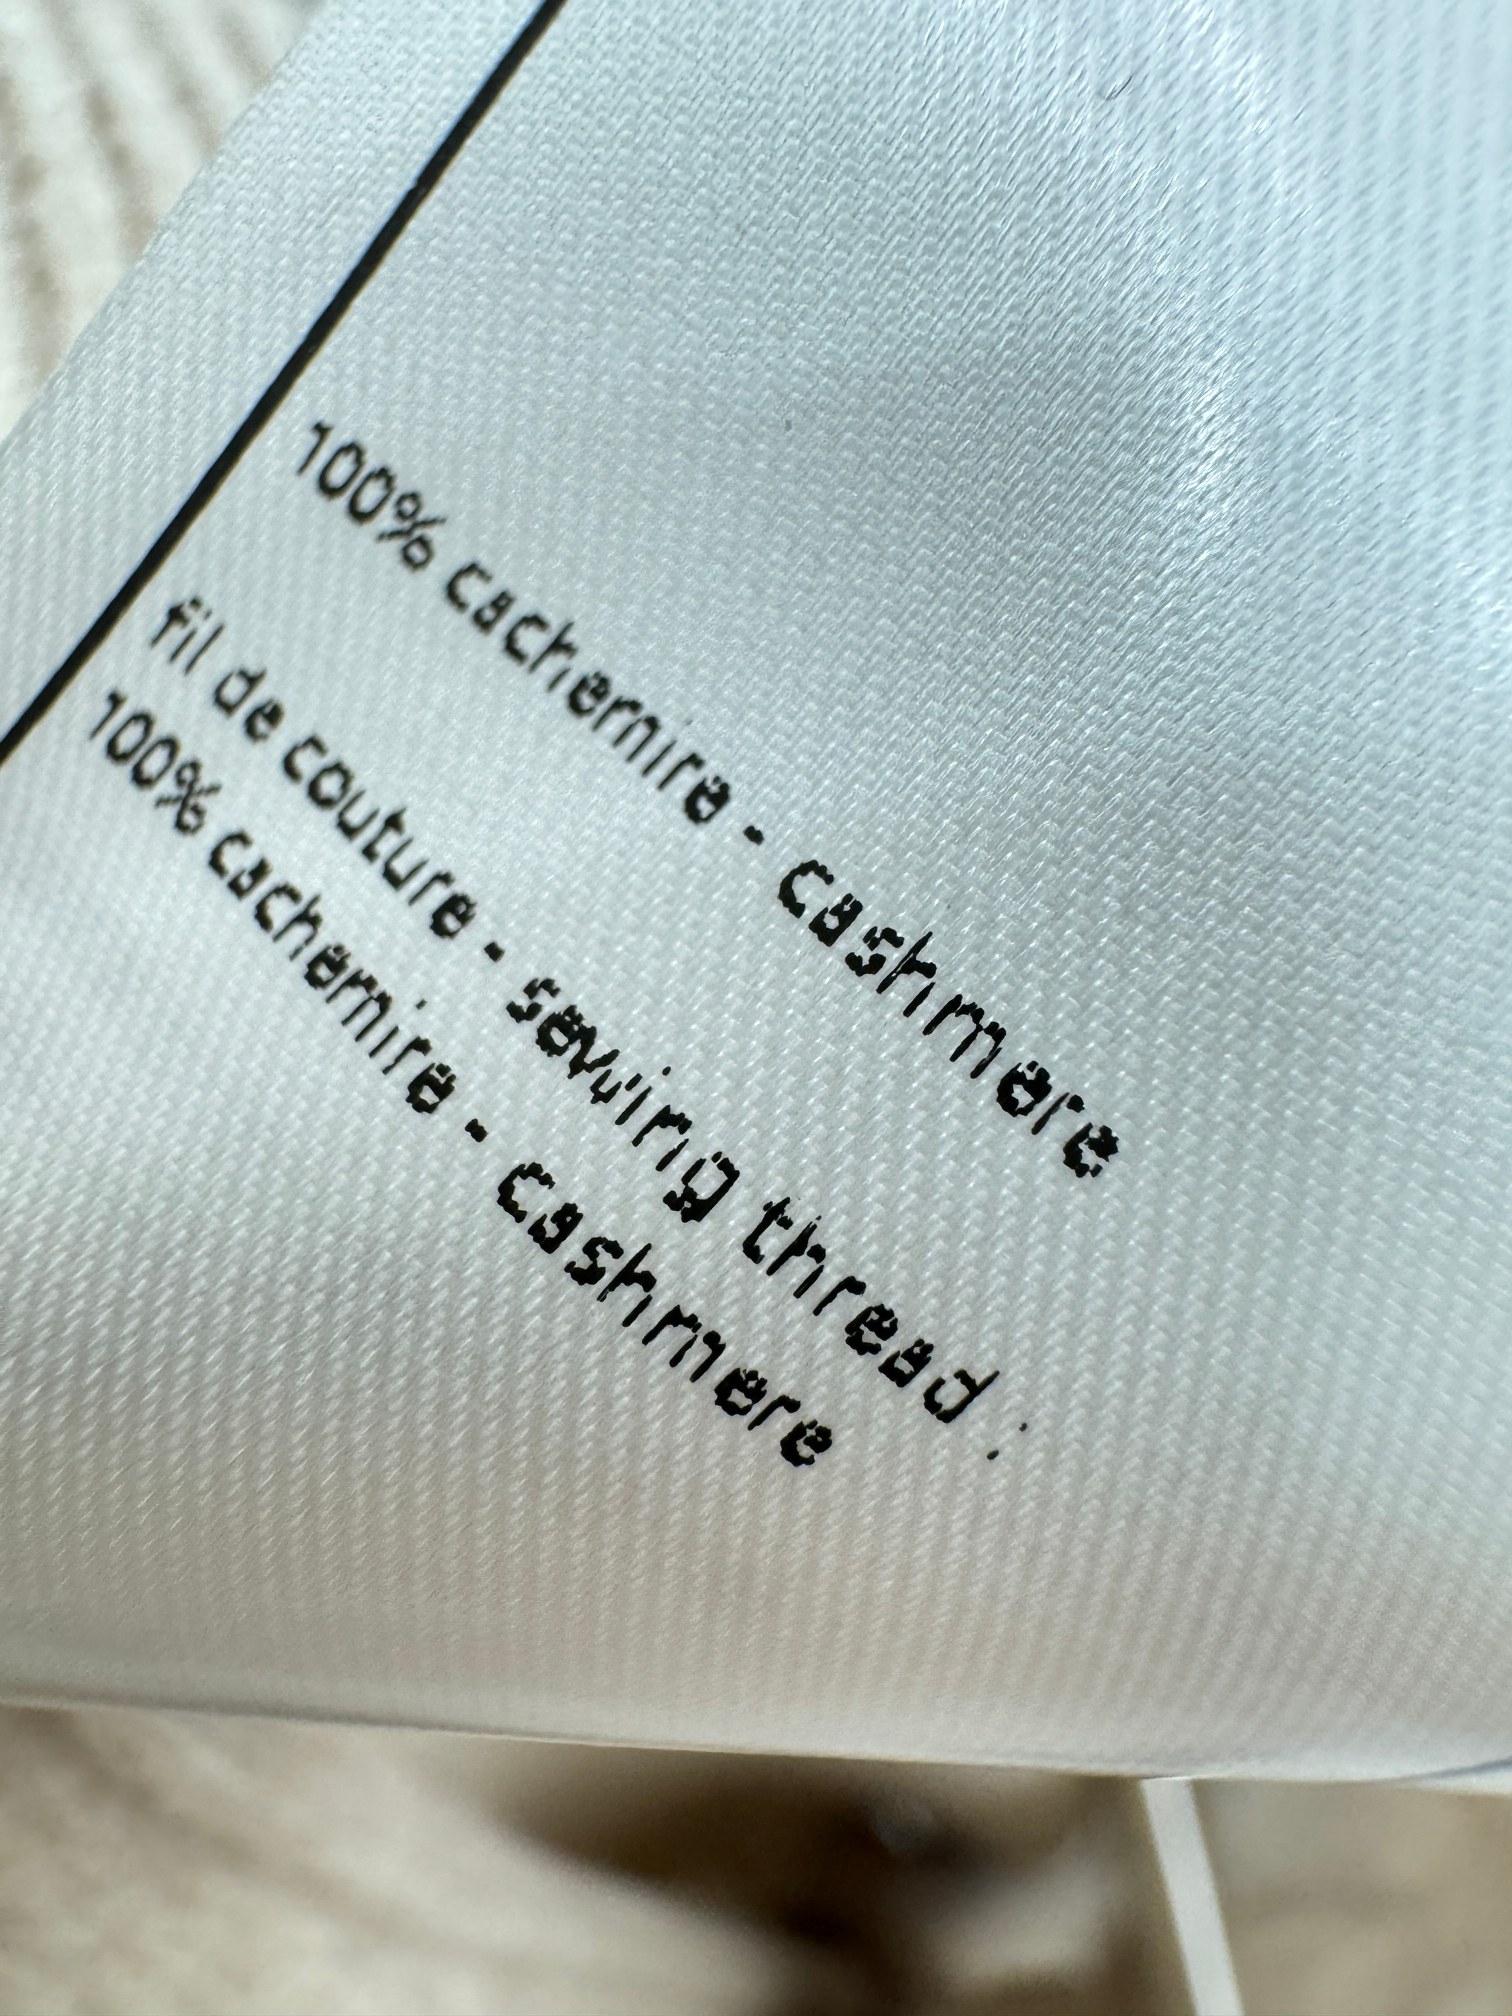 100% cachemire - cashmere
fil de couture - sewing thread :
100% cachemire - cashmere